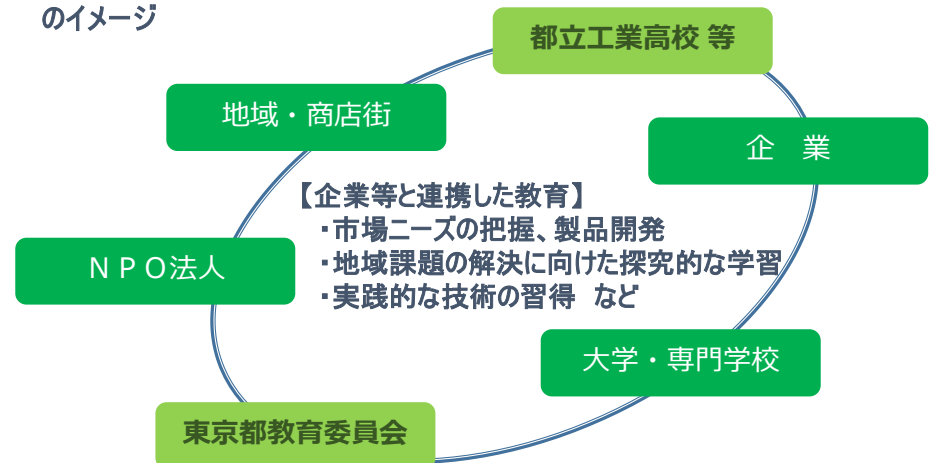 のイメージ
都立工業高校 等
地域・商店街
企　業
【企業等と連携した教育】
・市場ニーズの把握、製品開発
・地域課題の解決に向けた探究的な学習
・実践的な技術の習得　など
ＮＰＯ法人
大学・専門学校
東京都教育委員会